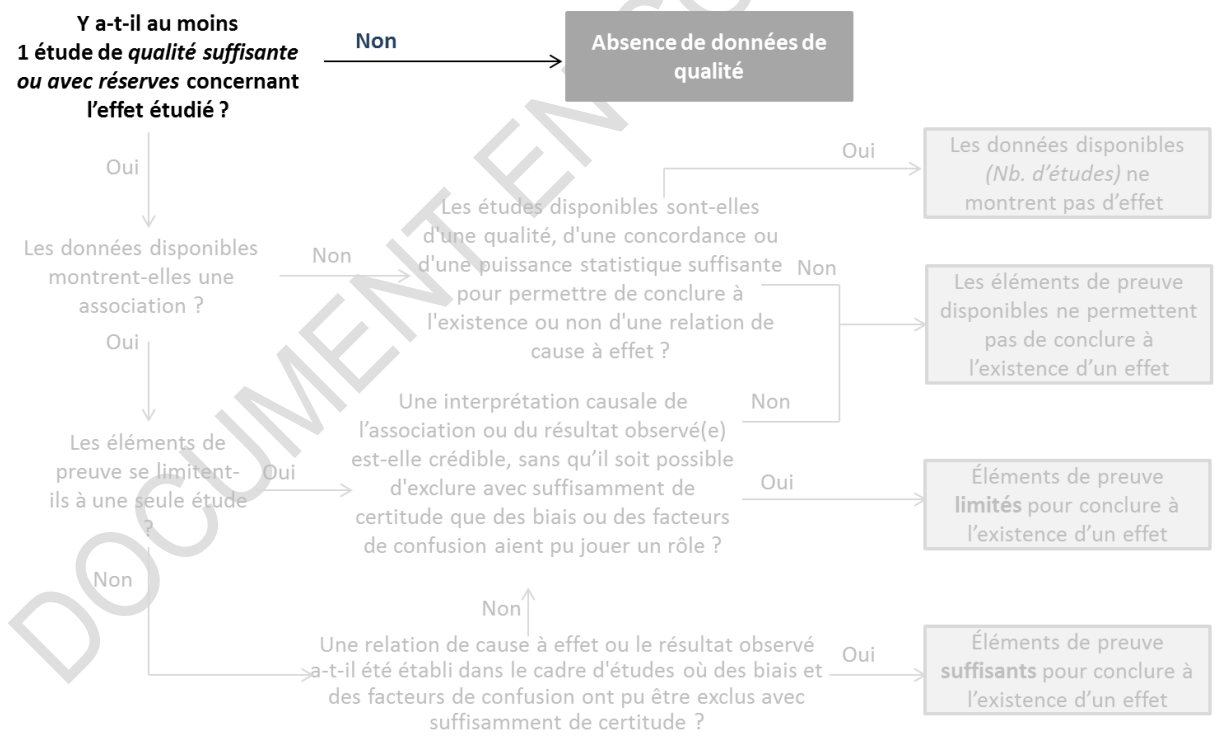 Y a-t-il au moins
1 étude de qualité suffisante
ou avec réserves concernant
l'effet étudié ?
Non
Absence de données de
qualité
Oui
Les données disponibles
montrent-elles une
association ?
Non
Les études disponibles sont-elles
d'une qualité, d'une concordance ou
d'une puissance statistique suffisante
pour permettre de conclure à
l'existence ou non d'une relation de
cause à effet ?
Oui
Les données disponibles
(Nb. d'études) ne
montrent pas d'effet
Non
Les éléments de preuve
disponibles ne permettent
pas de conclure à
l'existence d'un effet
Oui
Les éléments de
preuve se limitent-
ils à une seule étude
?
Oui
Une interprétation causale de
l'association ou du résultat observé(e)
est-elle crédible, sans qu'il soit possible
d'exclure avec suffisamment de
certitude que des biais ou des facteurs
de confusion aient pu jouer un rôle ?
Non
Oui
Éléments de preuve
limités pour conclure à
l'existence d'un effet
Non
Non
Une relation de cause à effet ou le résultat observé
a-t-il été établi dans le cadre d'études où des biais et
des facteurs de confusion ont pu être exclus avec
suffisamment de certitude ?
Oui
Éléments de preuve
suffisants pour conclure à
l'existence d'un effet
DOCUMENT EN